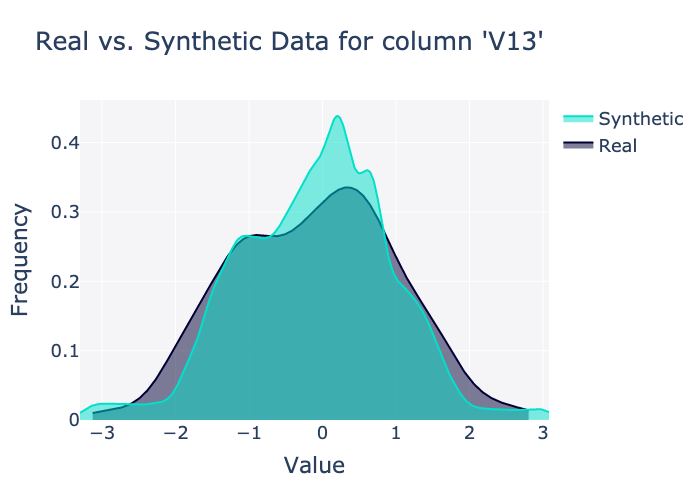 Real vs. Synthetic Data for column 'V13'
Synthetic
Real
Frequency
0.4
0.3
0.2
0.1
0
−3 −2 −1 0 1 2 3
Value